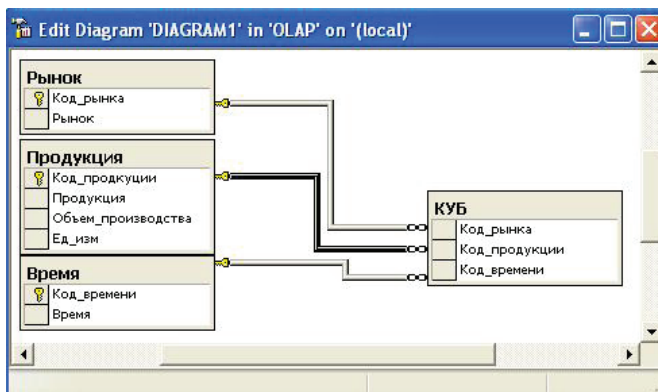 Edit Diagram 'DIAGRAM1' in 'OLAP' on '(local)'
Рынок
Код_рынка
Рынок
Продукция
Код_продкуции
Продукция
Объем_производства
Ед_изм
Время
Код_времени
Время
КУБ
Код_рынка
Код_продукции
Код_времени